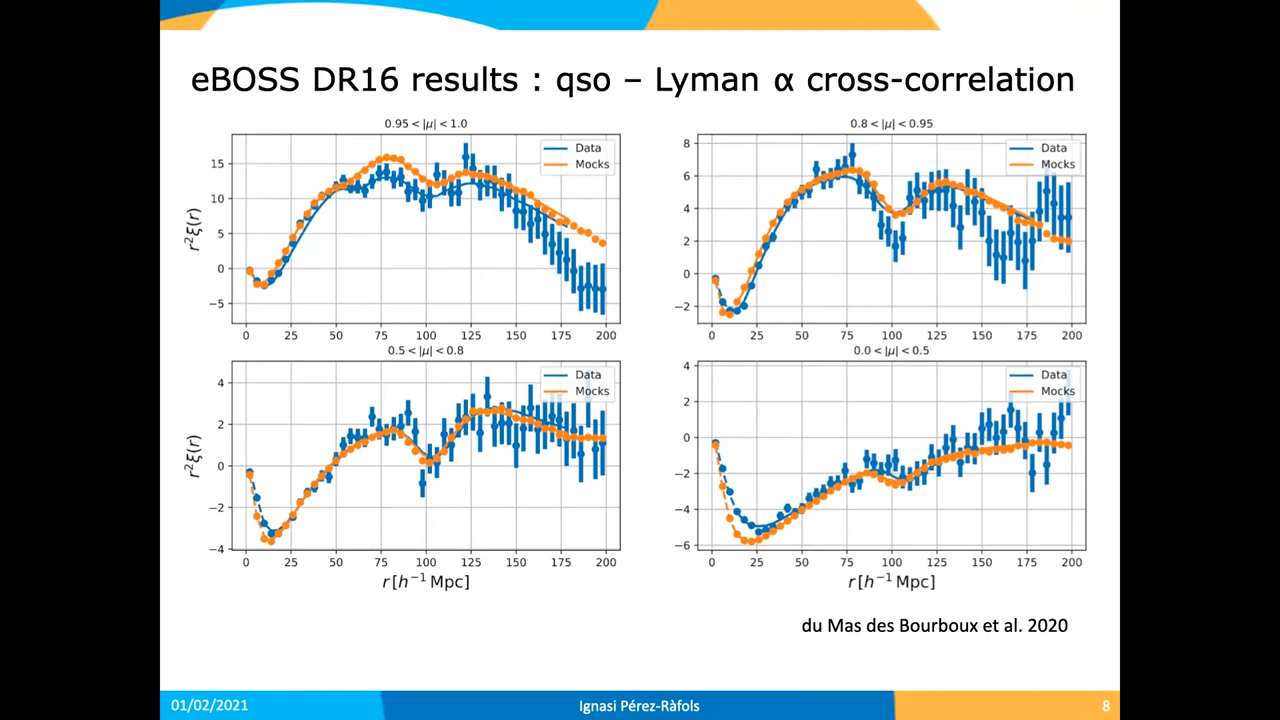 eBOSS DR16 results : qso – Lyman α cross-correlation
0.95 < |μ| < 1.0
Data
Mocks
15
10
5
0
−5
r²ξ(r)
0 25 50 75 100 125 150 175 200
0.8 < |μ| < 0.95
Data
Mocks
8
6
4
2
0
−2
0 25 50 75 100 125 150 175 200
0.5 < |μ| < 0.8
Data
Mocks
4
2
0
−2
−4
r²ξ(r)
0 25 50 75 100 125 150 175 200
r [h⁻¹ Mpc]
0.0 < |μ| < 0.5
Data
Mocks
4
2
0
−2
−4
−6
0 25 50 75 100 125 150 175 200
r [h⁻¹ Mpc]
du Mas des Bourboux et al. 2020
01/02/2021
Ignasi Pérez-Ràfols
8